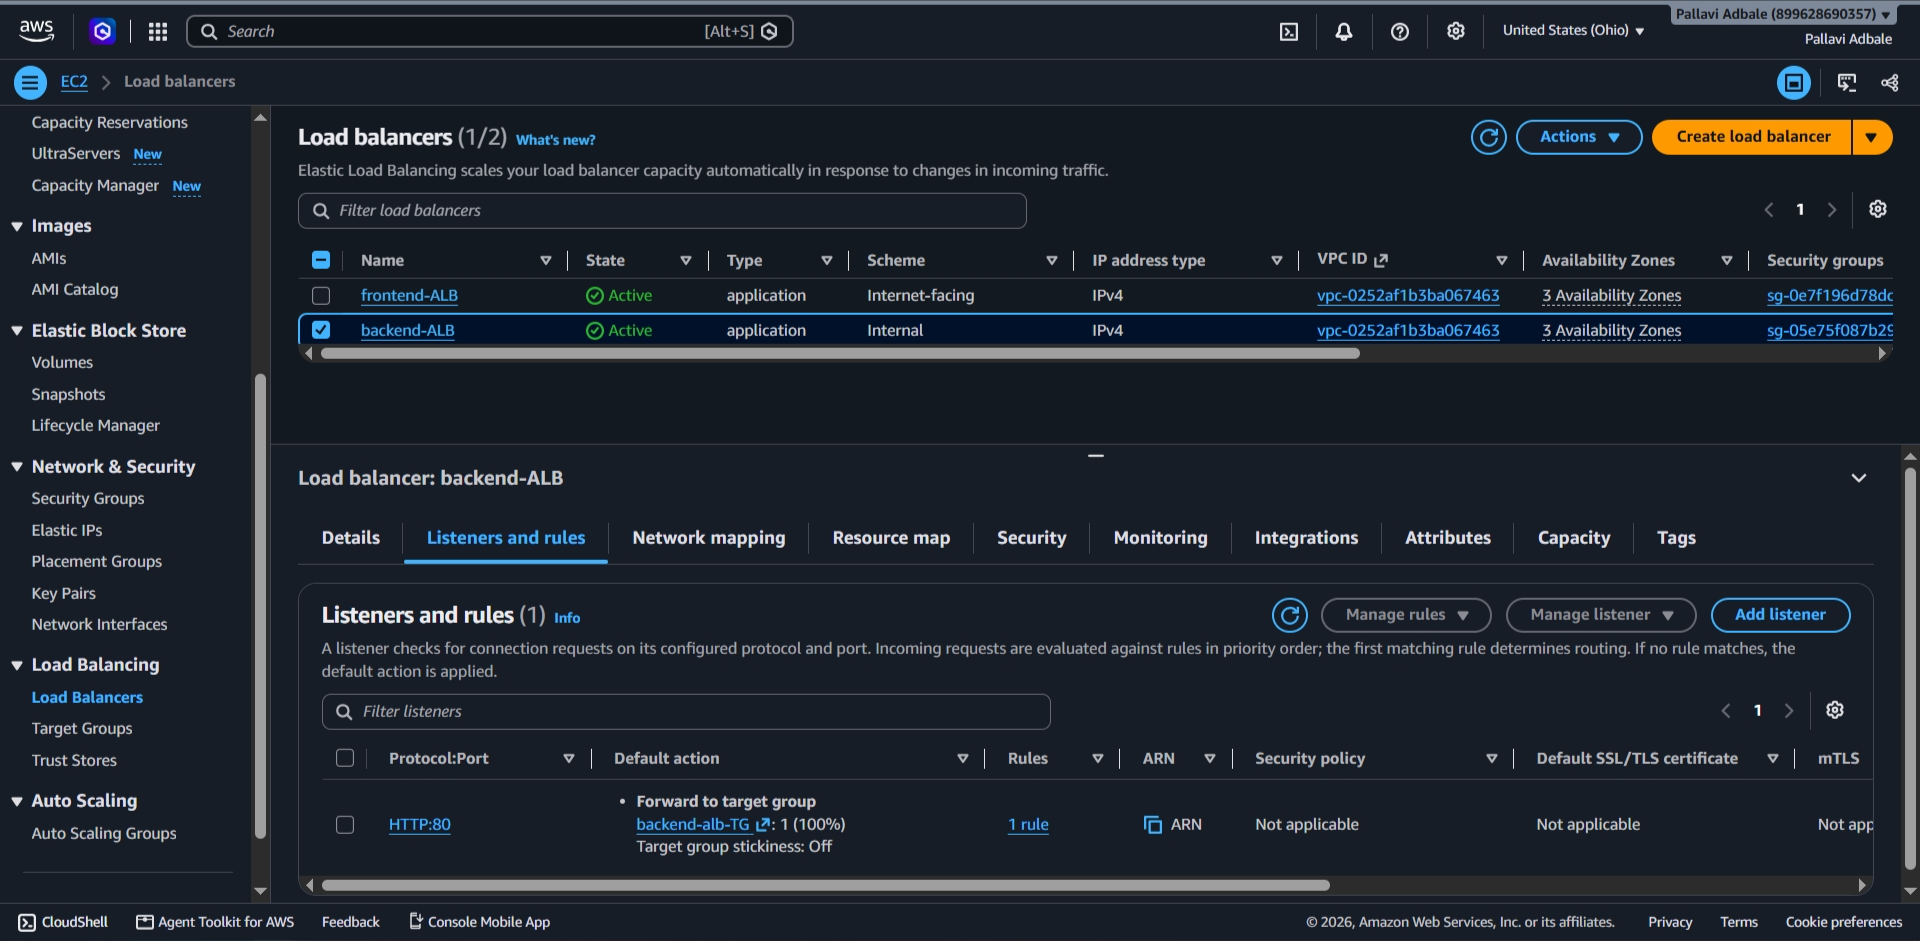 aws
Search [Alt+S]
United States (Ohio)
Pallavi Adbale (899628690357)
Pallavi Adbale
EC2 Load balancers
Capacity Reservations
UltraServers New
Capacity Manager New
Images
AMIs
AMI Catalog
Elastic Block Store
Volumes
Snapshots
Lifecycle Manager
Network & Security
Security Groups
Elastic IPs
Placement Groups
Key Pairs
Network Interfaces
Load Balancing
Load Balancers
Target Groups
Trust Stores
Auto Scaling
Auto Scaling Groups
Load balancers (1/2) What's new?
Actions Create load balancer
Elastic Load Balancing scales your load balancer capacity automatically in response to changes in incoming traffic.
Filter load balancers
1
Name State Type Scheme IP address type VPC ID Availability Zones Security groups
frontend-ALB Active application Internet-facing IPv4 vpc-0252af1b3ba067463 3 Availability Zones sg-0e7f196d78dc
backend-ALB Active application Internal IPv4 vpc-0252af1b3ba067463 3 Availability Zones sg-05e75f087b29
Load balancer: backend-ALB
Details Listeners and rules Network mapping Resource map Security Monitoring Integrations Attributes Capacity Tags
Listeners and rules (1) Info
Manage rules Manage listener Add listener
A listener checks for connection requests on its configured protocol and port. Incoming requests are evaluated against rules in priority order; the first matching rule determines routing. If no rule matches, the
default action is applied.
Filter listeners
1
Protocol:Port Default action Rules ARN Security policy Default SSL/TLS certificate mTLS
• Forward to target group
HTTP:80 backend-alb-TG : 1 (100%) 1 rule ARN Not applicable Not applicable Not app
Target group stickiness: Off
CloudShell Agent Toolkit for AWS Feedback Console Mobile App © 2026, Amazon Web Services, Inc. or its affiliates. Privacy Terms Cookie preferences